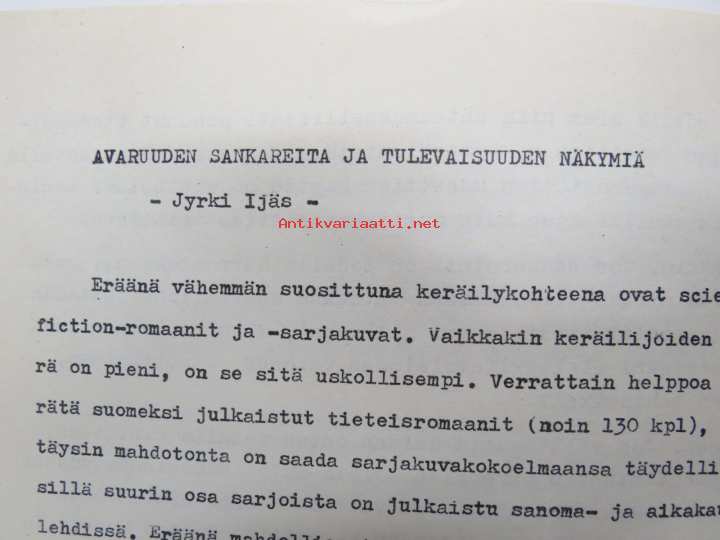 AVARUUDEN SANKAREITA JA TULEVAISUUDEN NÄKYMIÄ
- Jyrki Ijäs -
Antikvariaatti.net
Eräänä vähemmän suosittuna keräilykohteena ovat scie
fiction-romaanit ja -sarjakuvat. Vaikkakin keräilijöiden
rä on pieni, on se sitä uskollisempi. Verrattain helppoa
rätä suomeksi julkaistut tieteisromaanit (noin 130 kpl),
täysin mahdotonta on saada sarjakuvakokoelmaansa täydelli
sillä suurin osa sarjoista on julkaistu sanoma- ja aikakau
lehdissä. Eräänä